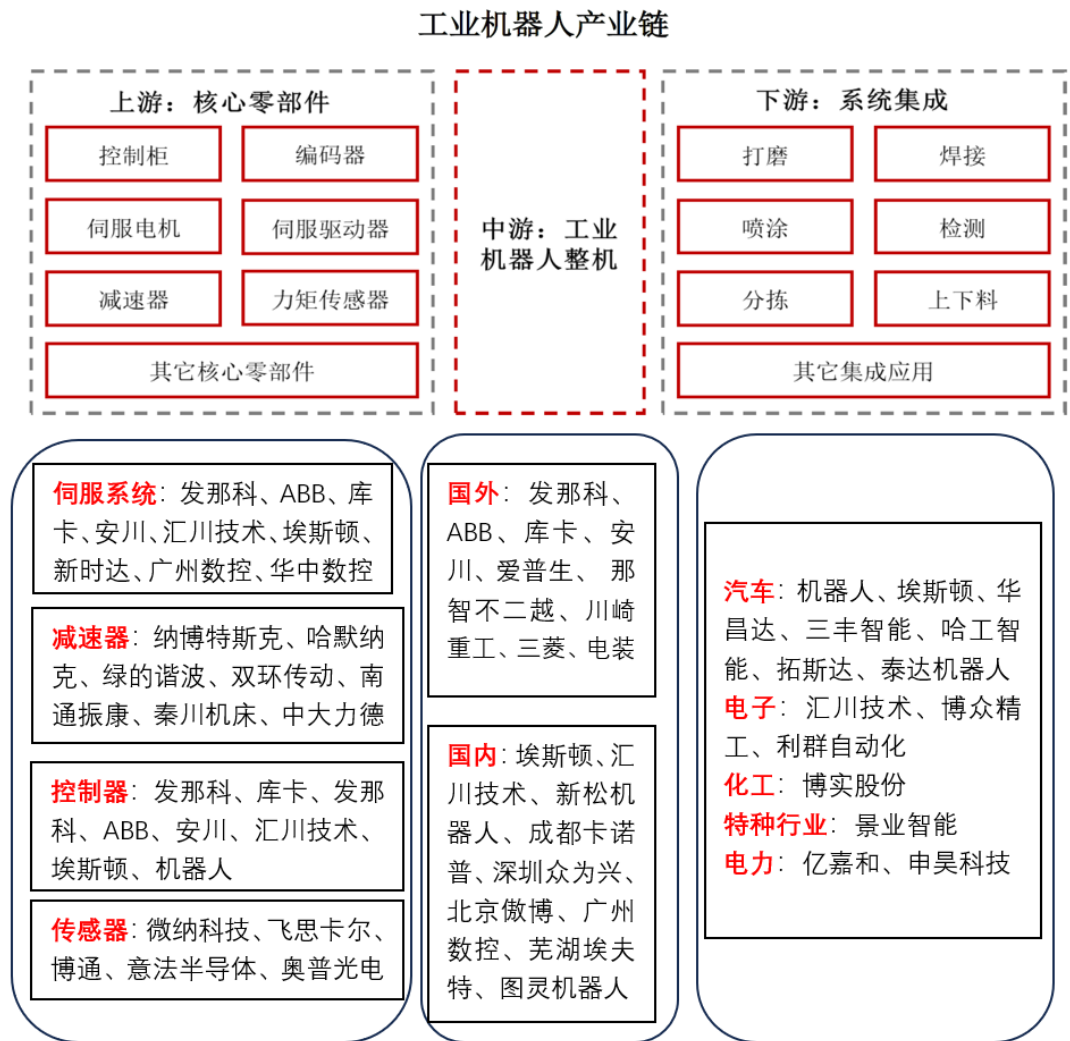 工业机器人产业链
上游：核心零部件
控制柜
编码器
伺服电机
伺服驱动器
减速器
力矩传感器
其它核心零部件
中游：工业
机器人整机
下游：系统集成
打磨
焊接
喷涂
检测
分拣
上下料
其它集成应用
伺服系统：发那科、ABB、库
卡、安川、汇川技术、埃斯顿、
新时达、广州数控、华中数控
减速器：纳博特斯克、哈默纳
克、绿的谐波、双环传动、南
通振康、秦川机床、中大力德
控制器：发那科、库卡、发那
科、ABB、安川、汇川技术、
埃斯顿、机器人
传感器：微纳科技、飞思卡尔、
博通、意法半导体、奥普光电
国外：发那科、
ABB、库卡、安
川、爱普生、 那
智不二越、川崎
重工、三菱、电装
国内：埃斯顿、汇
川技术、新松机
器人、成都卡诺
普、深圳众为兴、
北京傲博、广州
数控、芜湖埃夫
特、图灵机器人
汽车：机器人、埃斯顿、华
昌达、三丰智能、哈工智
能、拓斯达、泰达机器人
电子：汇川技术、博众精
工、利群自动化
化工：博实股份
特种行业：景业智能
电力：亿嘉和、申昊科技